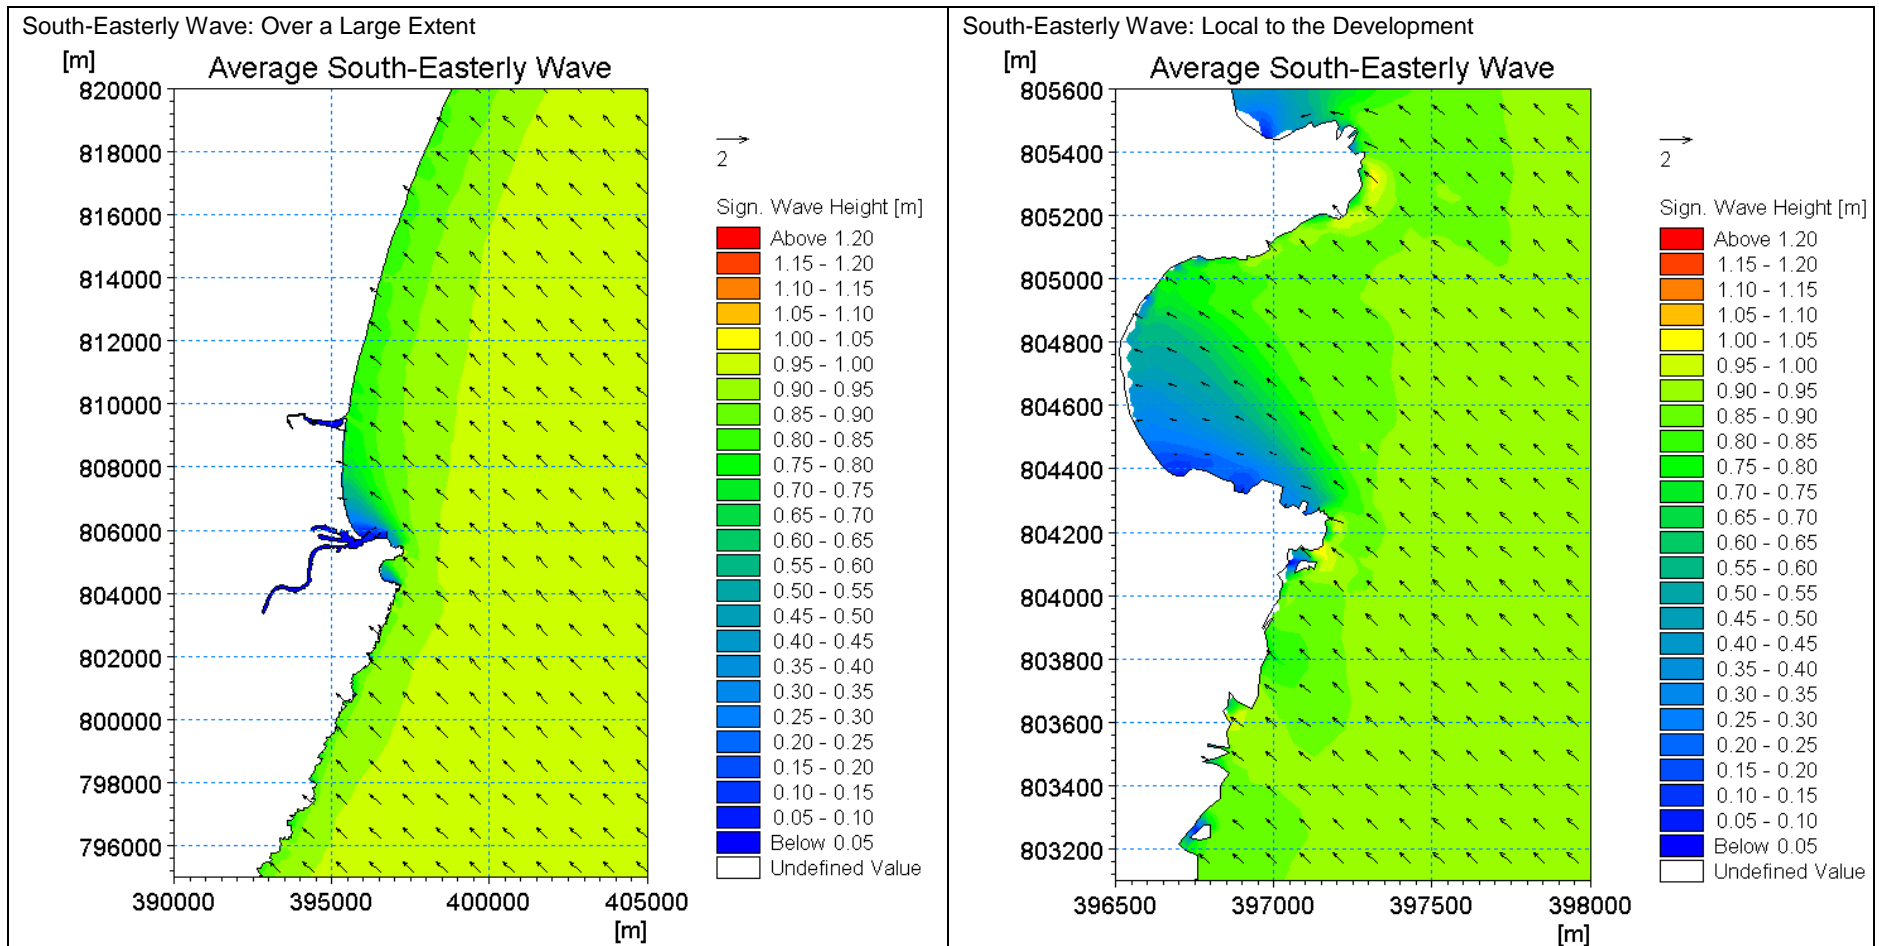 South-Easterly Wave: Over a Large Extent
[m]
Average South-Easterly Wave
820000
818000
816000
814000
812000
810000
808000
806000
804000
802000
800000
798000
796000
390000
395000
400000
405000
[m]
2
Sign. Wave Height [m]
Above 1.20
1.15 - 1.20
1.10 - 1.15
1.05 - 1.10
1.00 - 1.05
0.95 - 1.00
0.90 - 0.95
0.85 - 0.90
0.80 - 0.85
0.75 - 0.80
0.70 - 0.75
0.65 - 0.70
0.60 - 0.65
0.55 - 0.60
0.50 - 0.55
0.45 - 0.50
0.40 - 0.45
0.35 - 0.40
0.30 - 0.35
0.25 - 0.30
0.20 - 0.25
0.15 - 0.20
0.10 - 0.15
0.05 - 0.10
Below 0.05
Undefined Value
South-Easterly Wave: Local to the Development
[m]
Average South-Easterly Wave
805600
805400
805200
805000
804800
804600
804400
804200
804000
803800
803600
803400
803200
396500
397000
397500
398000
[m]
2
Sign. Wave Height [m]
Above 1.20
1.15 - 1.20
1.10 - 1.15
1.05 - 1.10
1.00 - 1.05
0.95 - 1.00
0.90 - 0.95
0.85 - 0.90
0.80 - 0.85
0.75 - 0.80
0.70 - 0.75
0.65 - 0.70
0.60 - 0.65
0.55 - 0.60
0.50 - 0.55
0.45 - 0.50
0.40 - 0.45
0.35 - 0.40
0.30 - 0.35
0.25 - 0.30
0.20 - 0.25
0.15 - 0.20
0.10 - 0.15
0.05 - 0.10
Below 0.05
Undefined Value